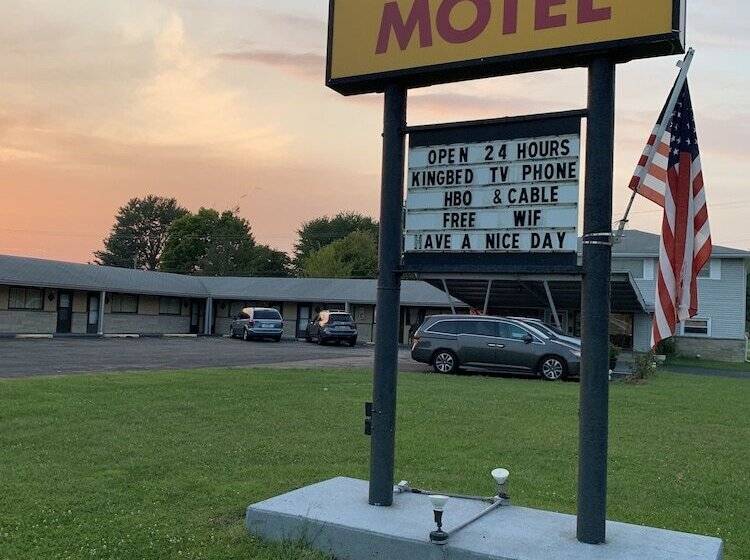 MOTEL
OPEN 24 HOURS
KINGBED TV PHONE
HBO & CABLE
FREE WIF
HAVE A NICE DAY